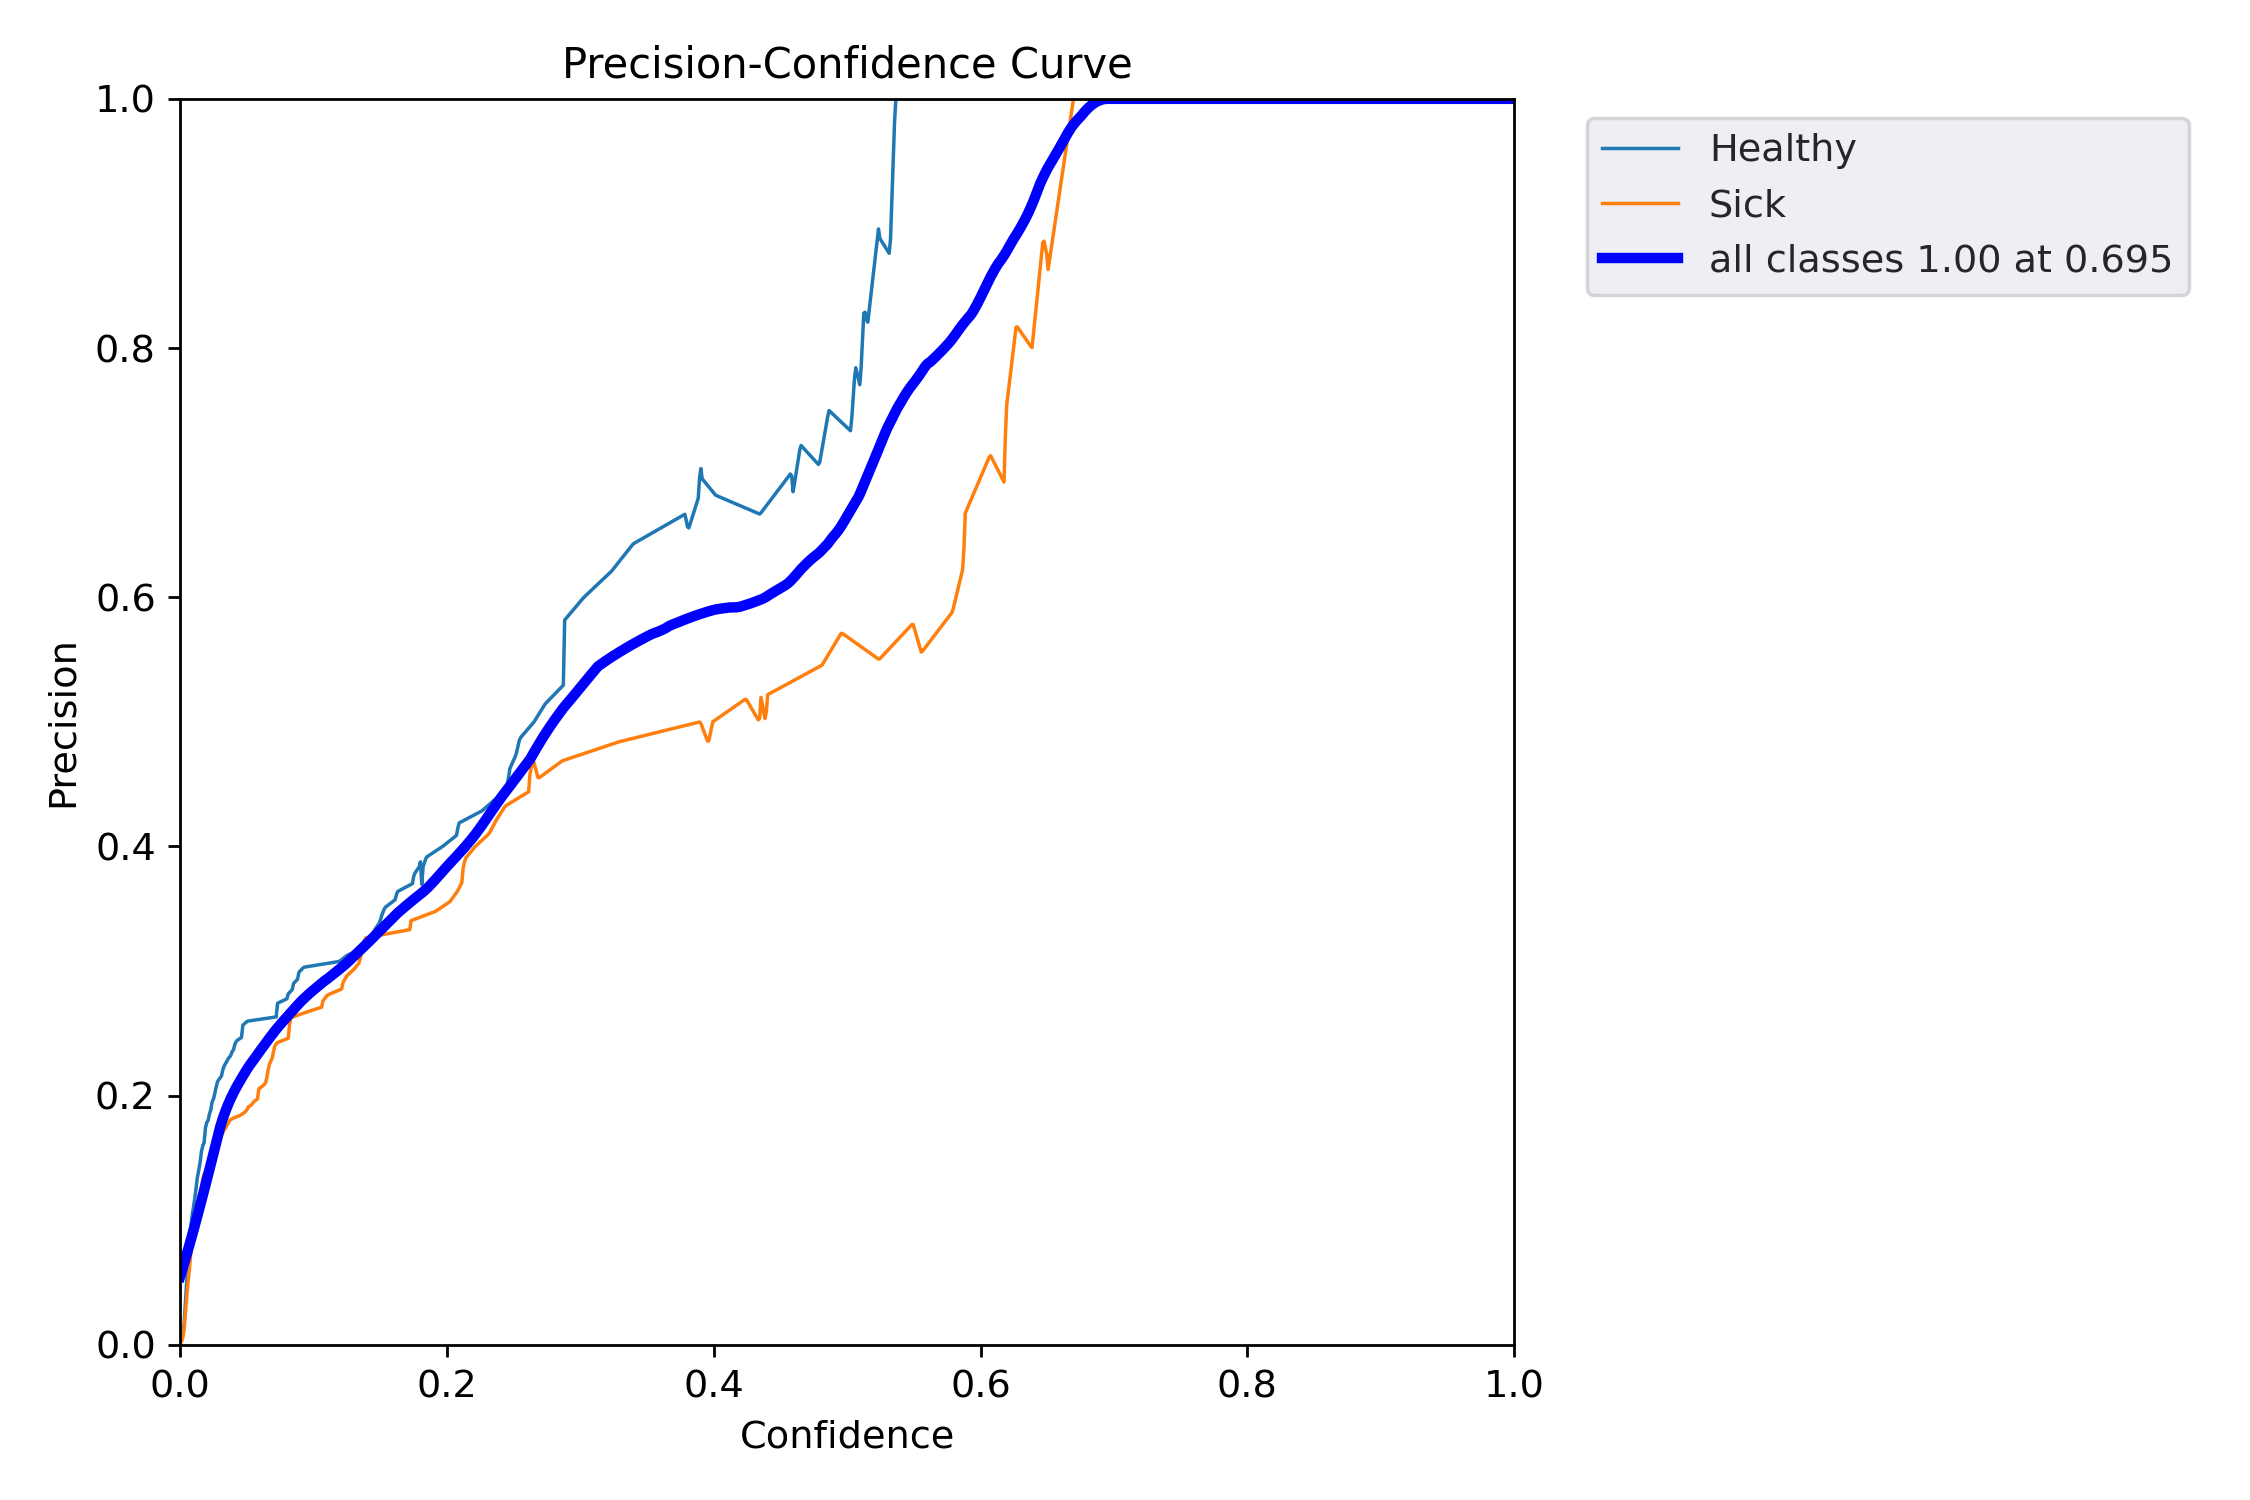 Precision-Confidence Curve
1.0
0.8
0.6
0.4
0.2
0.0
Precision
0.0 0.2 0.4 0.6 0.8 1.0
Confidence
Healthy
Sick
all classes 1.00 at 0.695